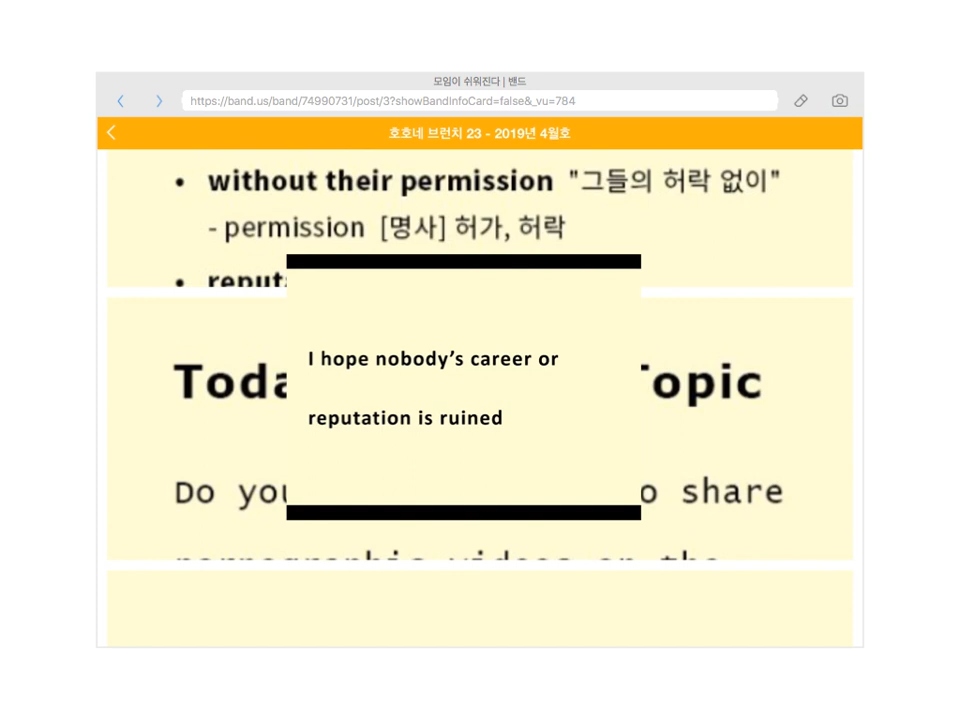 모임이 쉬워진다 | 밴드
https://band.us/band/74990731/post/3?showBandInfoCard=false&_vu=784
호호네 브런치 23 - 2019년 4월호
• without their permission "그들의 허락 없이"
- permission [명사] 허가, 허락
•
I hope nobody's career or
reputation is ruined
Do share